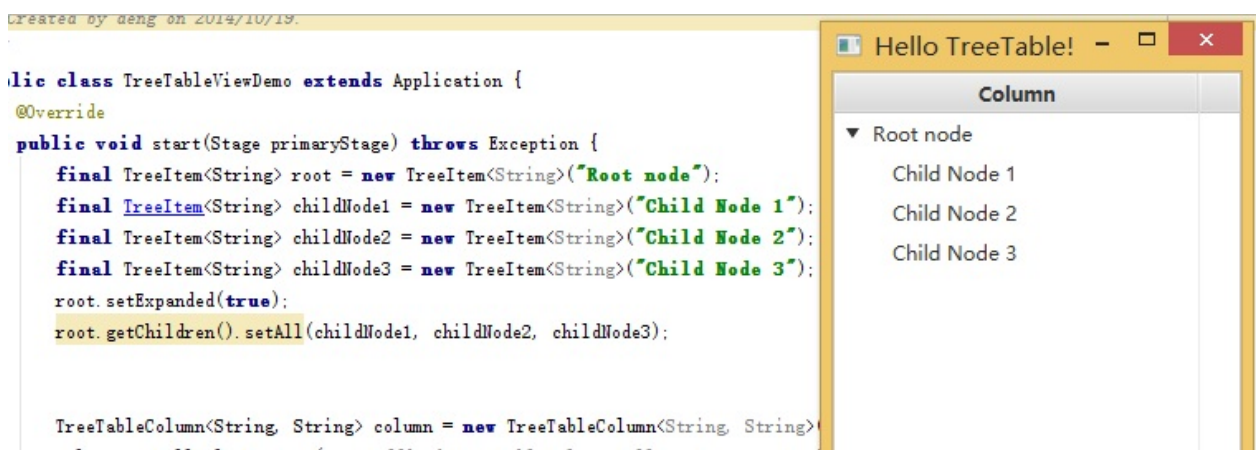 Created by deng on 2014/10/19.
lic class TreeTableViewDemo extends Application {
@Override
public void start(Stage primaryStage) throws Exception {
final TreeItem<String> root = new TreeItem<String>("Root node");
final TreeItem<String> childNode1 = new TreeItem<String>("Child Node 1");
final TreeItem<String> childNode2 = new TreeItem<String>("Child Node 2");
final TreeItem<String> childNode3 = new TreeItem<String>("Child Node 3");
root.setExpanded(true);
root.getChildren().setAll(childNode1, childNode2, childNode3);
TreeTableColumn<String, String> column = new TreeTableColumn<String, String>
Hello TreeTable!
Column
Root node
Child Node 1
Child Node 2
Child Node 3